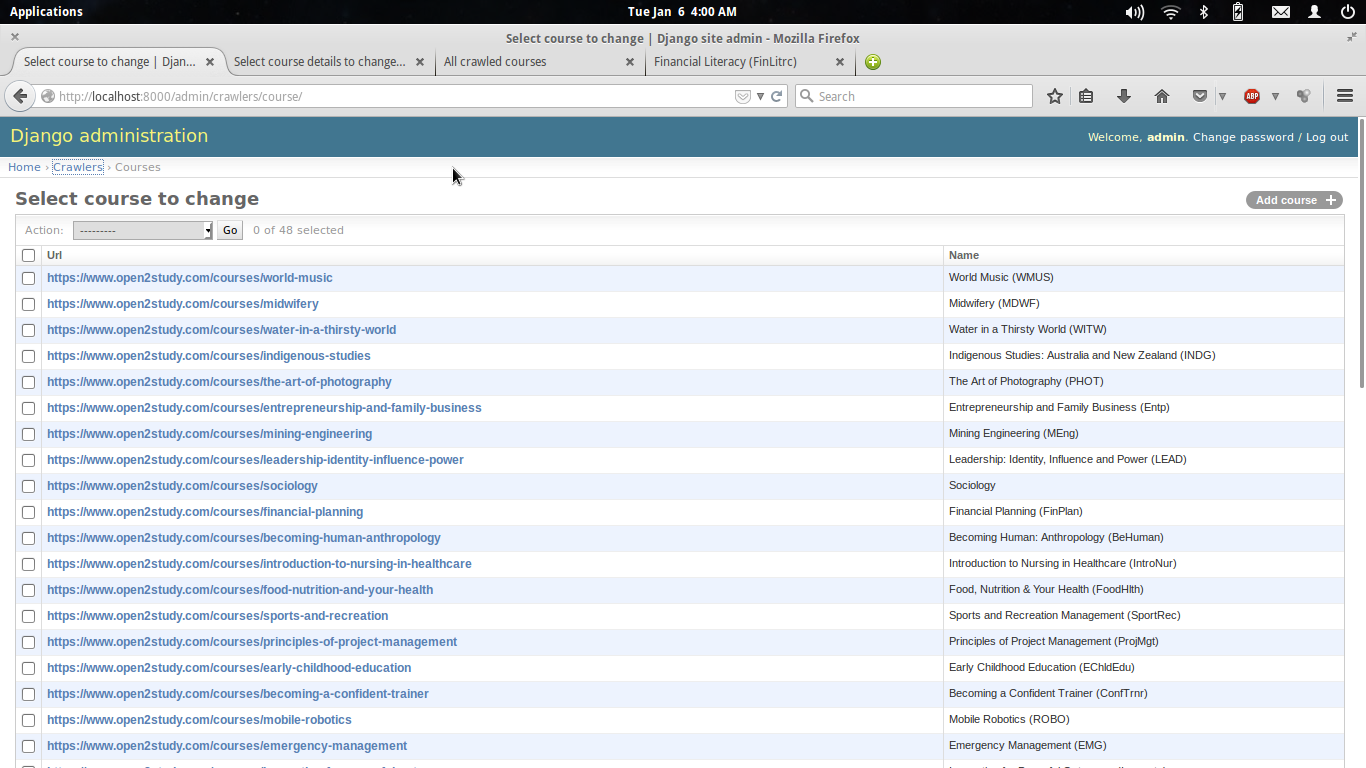 Applications
Tue Jan 6 4:00 AM
Select course to change | Django site admin - Mozilla Firefox
Select course to change | Djan...
Select course details to change...
All crawled courses
Financial Literacy (FinLitrc)
http://localhost:8000/admin/crawlers/course/
Search
ABP
Django administration
Welcome, admin. Change password / Log out
Home › Crawlers › Courses
Select course to change
Add course +
Action: --------- Go 0 of 48 selected
Url Name
https://www.open2study.com/courses/world-music World Music (WMUS)
https://www.open2study.com/courses/midwifery Midwifery (MDWF)
https://www.open2study.com/courses/water-in-a-thirsty-world Water in a Thirsty World (WITW)
https://www.open2study.com/courses/indigenous-studies Indigenous Studies: Australia and New Zealand (INDG)
https://www.open2study.com/courses/the-art-of-photography The Art of Photography (PHOT)
https://www.open2study.com/courses/entrepreneurship-and-family-business Entrepreneurship and Family Business (Entp)
https://www.open2study.com/courses/mining-engineering Mining Engineering (MEng)
https://www.open2study.com/courses/leadership-identity-influence-power Leadership: Identity, Influence and Power (LEAD)
https://www.open2study.com/courses/sociology Sociology
https://www.open2study.com/courses/financial-planning Financial Planning (FinPlan)
https://www.open2study.com/courses/becoming-human-anthropology Becoming Human: Anthropology (BeHuman)
https://www.open2study.com/courses/introduction-to-nursing-in-healthcare Introduction to Nursing in Healthcare (IntroNur)
https://www.open2study.com/courses/food-nutrition-and-your-health Food, Nutrition & Your Health (FoodHlth)
https://www.open2study.com/courses/sports-and-recreation Sports and Recreation Management (SportRec)
https://www.open2study.com/courses/principles-of-project-management Principles of Project Management (ProjMgt)
https://www.open2study.com/courses/early-childhood-education Early Childhood Education (EChldEdu)
https://www.open2study.com/courses/becoming-a-confident-trainer Becoming a Confident Trainer (ConfTrnr)
https://www.open2study.com/courses/mobile-robotics Mobile Robotics (ROBO)
https://www.open2study.com/courses/emergency-management Emergency Management (EMG)